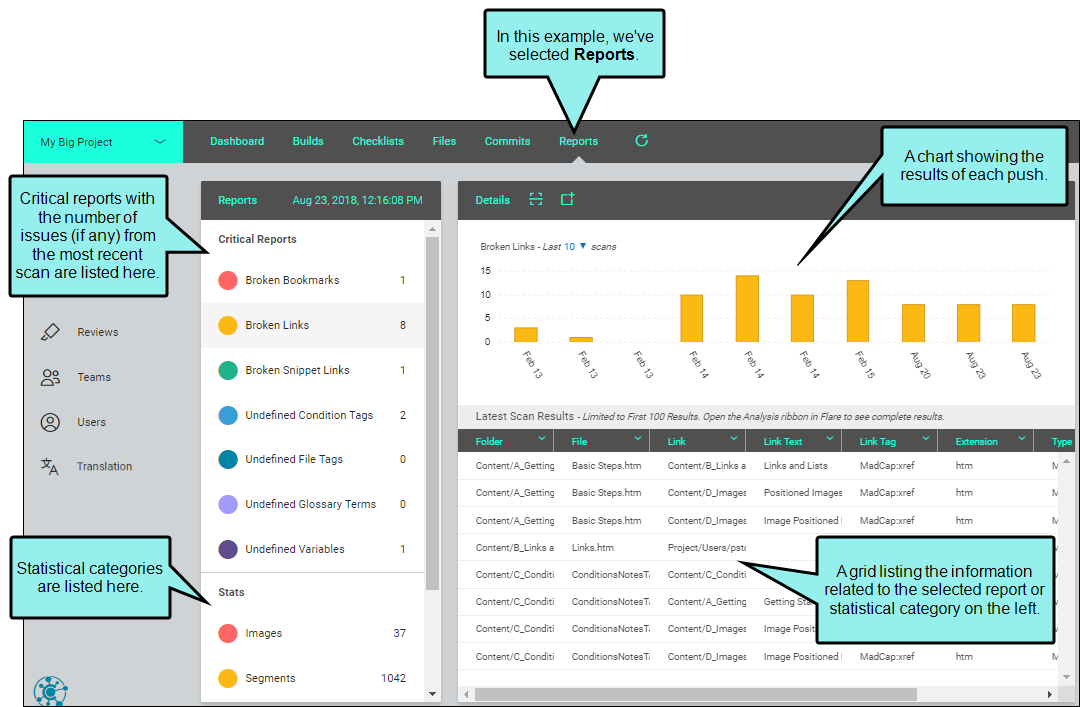 In this example, we've
selected Reports.
My Big Project
Dashboard
Builds
Checklists
Files
Commits
Reports
A chart showing the
results of each push.
Critical reports with
the number of
issues (if any) from
the most recent
scan are listed here.
Reviews
Teams
Users
Translation
Statistical categories
are listed here.
Reports Aug 23, 2018, 12:16:08 PM
Critical Reports
Broken Bookmarks 1
Broken Links 8
Broken Snippet Links 1
Undefined Condition Tags 2
Undefined File Tags 0
Undefined Glossary Terms 0
Undefined Variables 1
Stats
Images 37
Segments 1042
Details
Broken Links - Last 10 scans
15
10
5
0
Feb 13
Feb 13
Feb 13
Feb 14
Feb 14
Feb 14
Feb 15
Aug 20
Aug 23
Aug 23
Latest Scan Results - Limited to First 100 Results. Open the Analysis ribbon in Flare to see complete results.
Folder File Link Link Text Link Tag Extension Type
Content/A_Getting Basic Steps.htm Content/B_Links a Links and Lists MadCap:xref htm
Content/A_Getting Basic Steps.htm Content/D_Images Positioned Images MadCap:xref htm
Content/A_Getting Basic Steps.htm Content/D_Images Image Positioned MadCap:xref htm
Content/B_Links a Links.htm Project/Users/pst
Content/C_Conditi ConditionsNotesT Content/C_Conditi
Content/C_Conditi ConditionsNotesT Content/A_Getting Getting Sta
Content/C_Conditi ConditionsNotesT Content/D_Images Image Posit
Content/C_Conditi ConditionsNotesT Content/D_Images Image Positioned MadCap:xref htm
A grid listing the information
related to the selected report or
statistical category on the left.